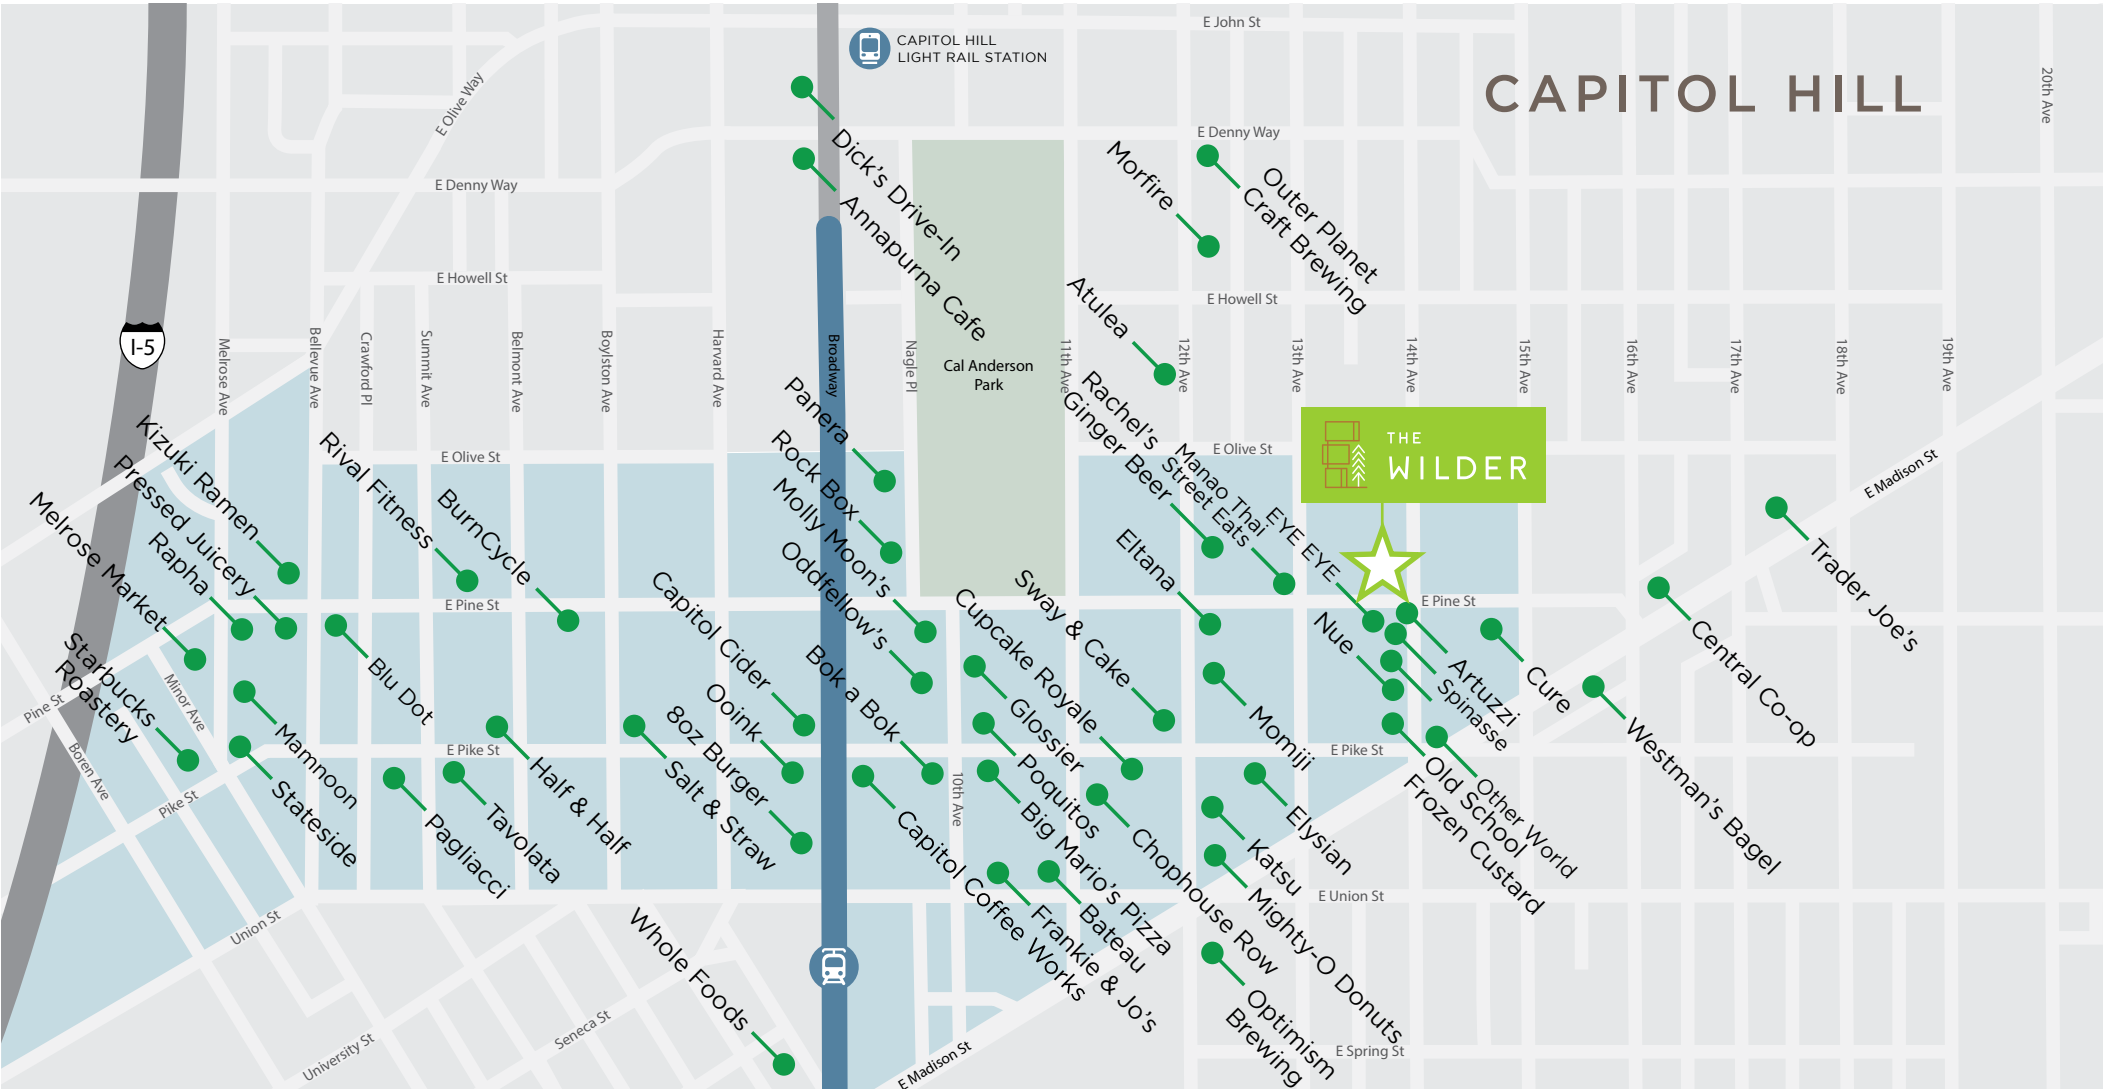 E John St
CAPITOL HILL
LIGHT RAIL STATION
CAPITOL HILL
20th Ave
E Olive Way
E Denny Way
Dick's Drive-In
Morfire
Outer Planet
Craft Brewing
E Denny Way
Annapurna Cafe
E Howell St
E Howell St
Atulea
I-5
Melrose Ave
Bellevue Ave
Crawford Pl
Summit Ave
Belmont Ave
Boylston Ave
Harvard Ave
Broadway
Nagle Pl
Cal Anderson
Park
11th Ave
12th Ave
13th Ave
14th Ave
15th Ave
16th Ave
17th Ave
18th Ave
19th Ave
THE
WILDER
E Olive St
E Olive St
E Madison St
Kizuki Ramen
Pressed Juicery
Rapha
Melrose Market
Starbucks
Roastery
Rival Fitness
BurnCycle
Panera
Rock Box
Molly Moon's
Oddfellow's
Rachel's
Ginger Beer
Manao Thai
Street Eats
EYE EYE
Eltana
Nue
Trader Joe's
E Pine St
E Pine St
Capitol Cider
Ooink
8oz Burger
Bok a Bok
Cupcake Royale
Sway & Cake
Glossier
Poquitos
Big Mario's Pizza
Momiji
Artuzzi
Spinasse
Cure
Central Co-op
Westman's Bagel
Pine St
Minor Ave
Boren Ave
Pike St
Blu Dot
Mamnoon
Stateside
Pagliacci
Tavolata
Half & Half
Salt & Straw
E Pike St
E Pike St
10th Ave
Capitol Coffee Works
Frankie & Jo's
Bateau
Chophouse Row
Elysian
Katsu
Mighty-O Donuts
Old School
Frozen Custard
Other World
E Union St
Union St
Whole Foods
Optimism
Brewing
University St
Seneca St
E Madison St
E Spring St